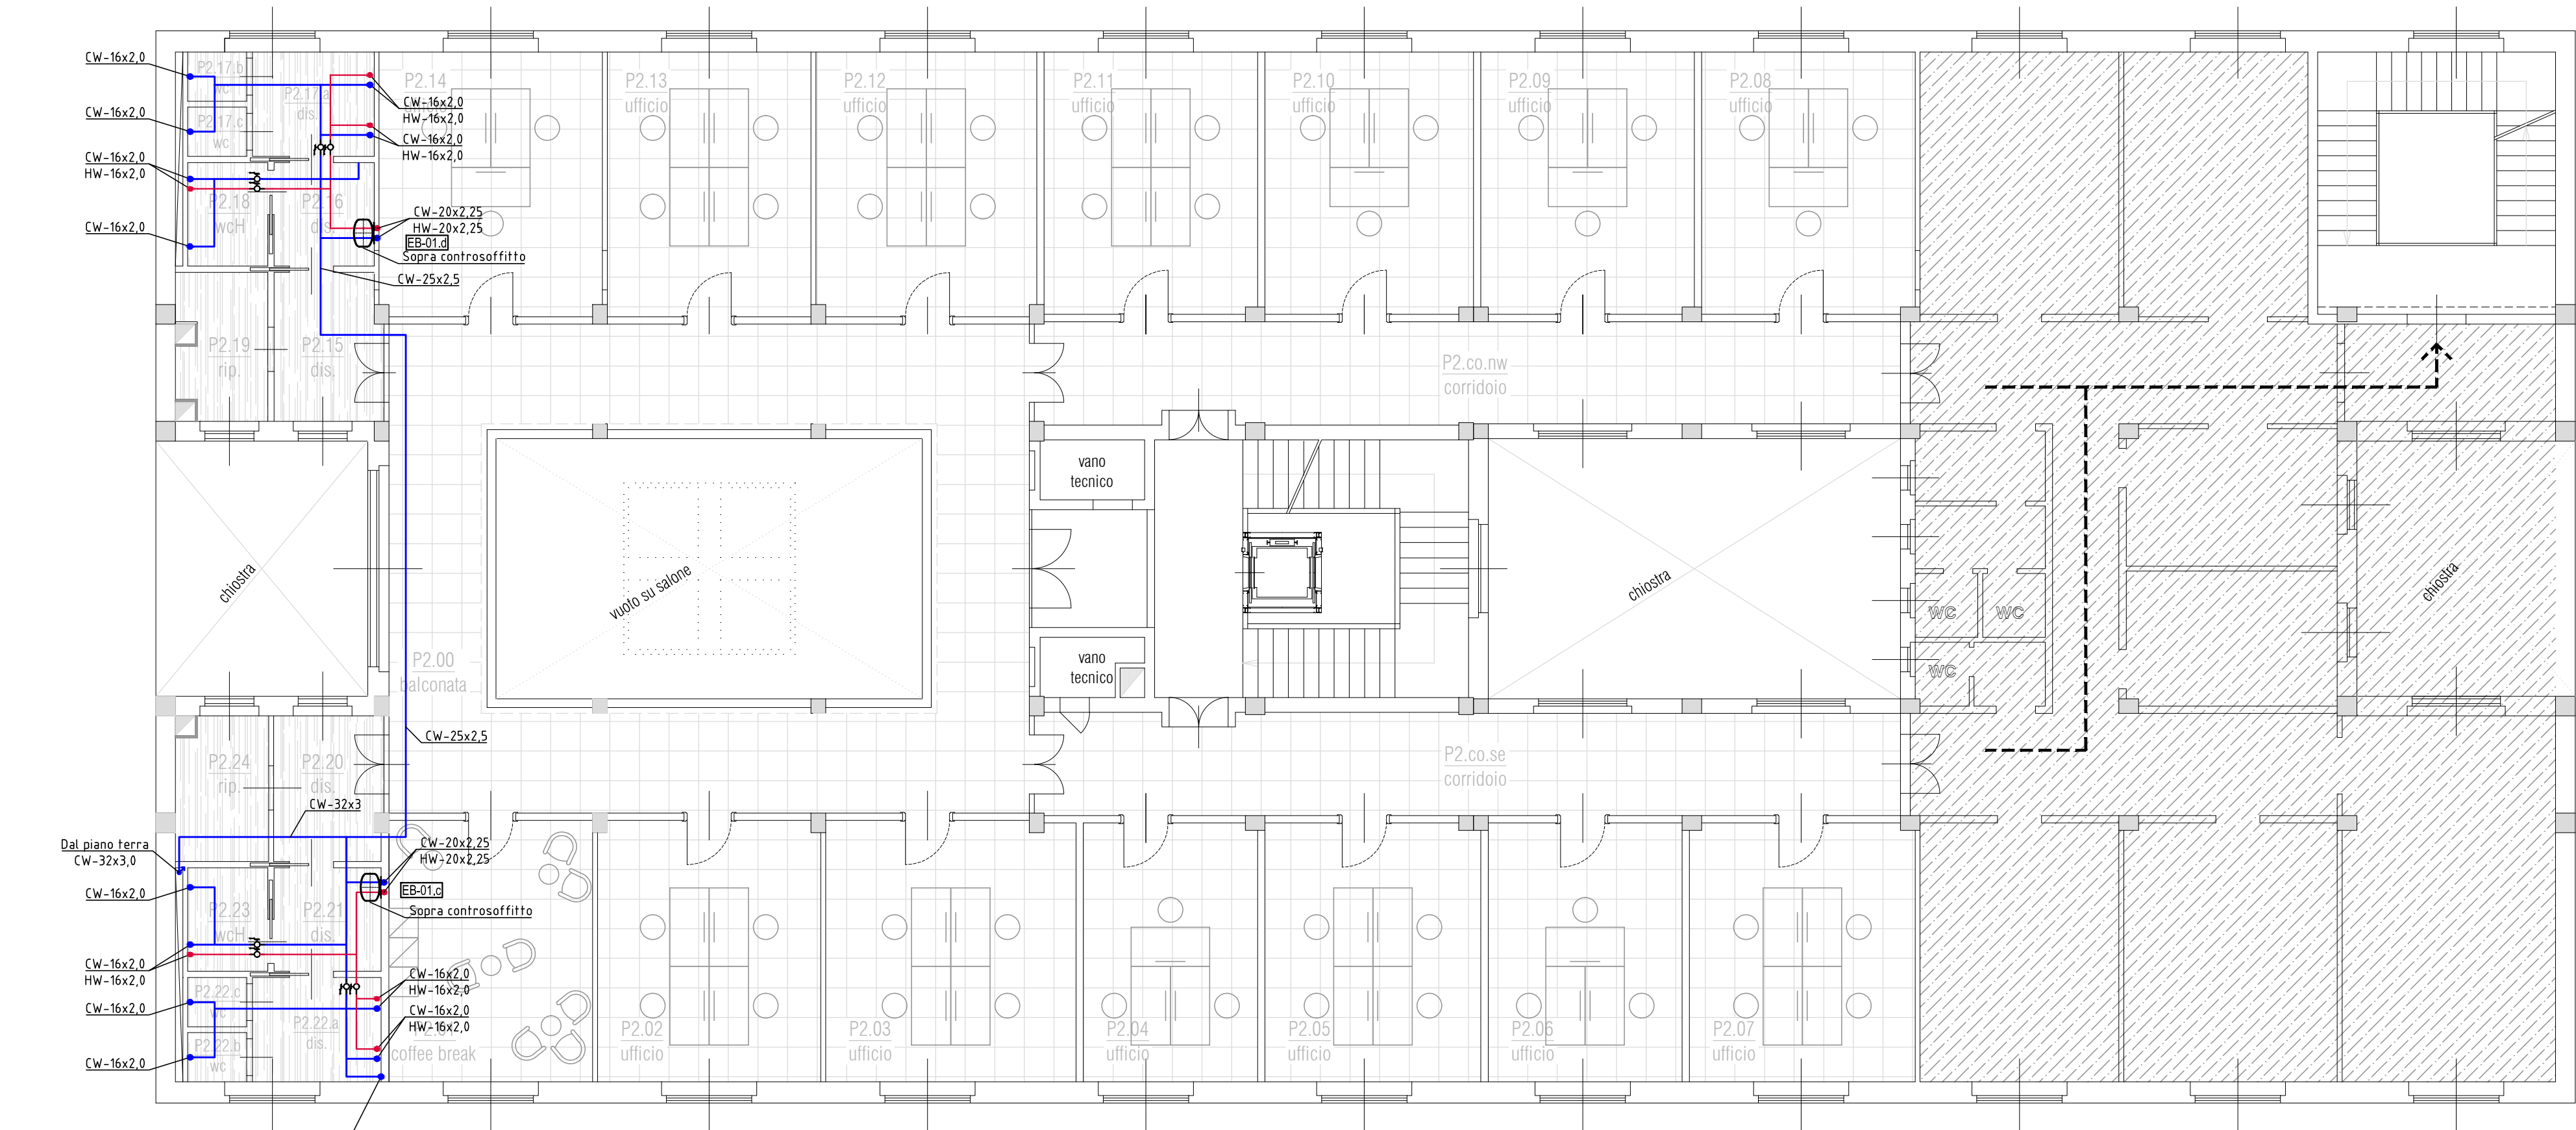 CW-16x2,0
CW-16x2,0
CW-16x2,0
HW-16x2,0
CW-16x2,0
P2.17.b
wc
P2.17.a
dis.
P2.17.c
wc
CW-16x2,0
HW-16x2,0
CW-16x2,0
HW-16x2,0
P2.18
wcH
P2.16
dis.
CW-20x2,25
HW-20x2,25
EB-01.d
Sopra controsoffitto
CW-25x2,5
P2.19
rip.
P2.15
dis.
P2.14
P2.13
ufficio
P2.12
ufficio
P2.11
ufficio
P2.10
ufficio
P2.09
ufficio
P2.08
ufficio
P2.co.nw
corridoio
chiostra
vuoto su salone
vano
tecnico
vano
tecnico
chiostra
WC
WC
WC
chiostra
P2.00
balconata
CW-25x2,5
P2.co.se
corridoio
P2.24
rip.
P2.20
dis.
CW-32x3
Dal piano terra
CW-32x3,0
CW-16x2,0
CW-16x2,0
HW-16x2,0
CW-16x2,0
CW-16x2,0
CW-20x2,25
HW-20x2,25
EB-01.c
Sopra controsoffitto
P2.23
wcH
P2.21
dis.
CW-16x2,0
HW-16x2,0
CW-16x2,0
HW-16x2,0
P2.22.c
wc
P2.22.a
dis.
P2.22.b
wc
coffee break
P2.02
ufficio
P2.03
ufficio
P2.04
ufficio
P2.05
ufficio
P2.06
ufficio
P2.07
ufficio